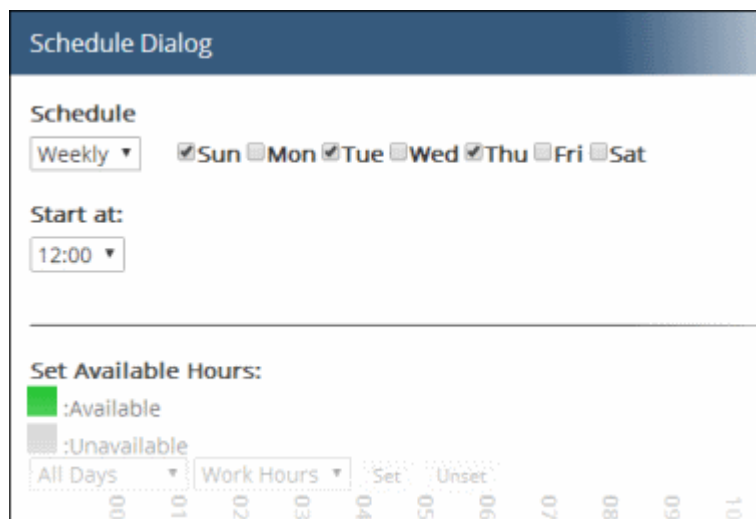 Schedule Dialog
Schedule
Weekly Sun Mon Tue Wed Thu Fri Sat
Start at:
12:00
Set Available Hours:
:Available
:Unavailable
All Days Work Hours Set Unset
00 01 02 03 04 05 06 07 08 09 10